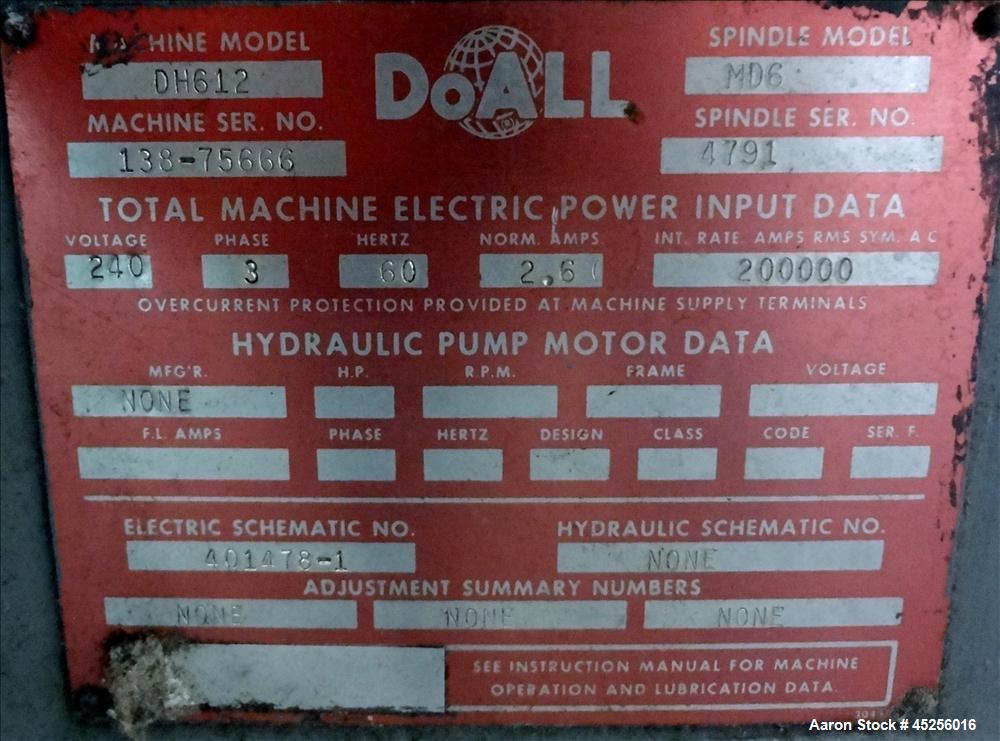 MACHINE MODEL DOALL SPINDLE MODEL
DH612 MD6
MACHINE SER. NO. SPINDLE SER. NO.
138-75666 4791
TOTAL MACHINE ELECTRIC POWER INPUT DATA
VOLTAGE PHASE HERTZ NORM. AMPS. INT. RATE AMPS RMS SYM. A C
240 3 60 2.6 200000
OVERCURRENT PROTECTION PROVIDED AT MACHINE SUPPLY TERMINALS
HYDRAULIC PUMP MOTOR DATA
MFG'R. H.P. R.P.M. FRAME VOLTAGE
NONE
F.L. AMPS PHASE HERTZ DESIGN CLASS CODE SER. F.
ELECTRIC SCHEMATIC NO. HYDRAULIC SCHEMATIC NO.
401478-1 NONE
ADJUSTMENT SUMMARY NUMBERS
NONE NONE NONE
SEE INSTRUCTION MANUAL FOR MACHINE
OPERATION AND LUBRICATION DATA.
Aaron Stock # 45256016